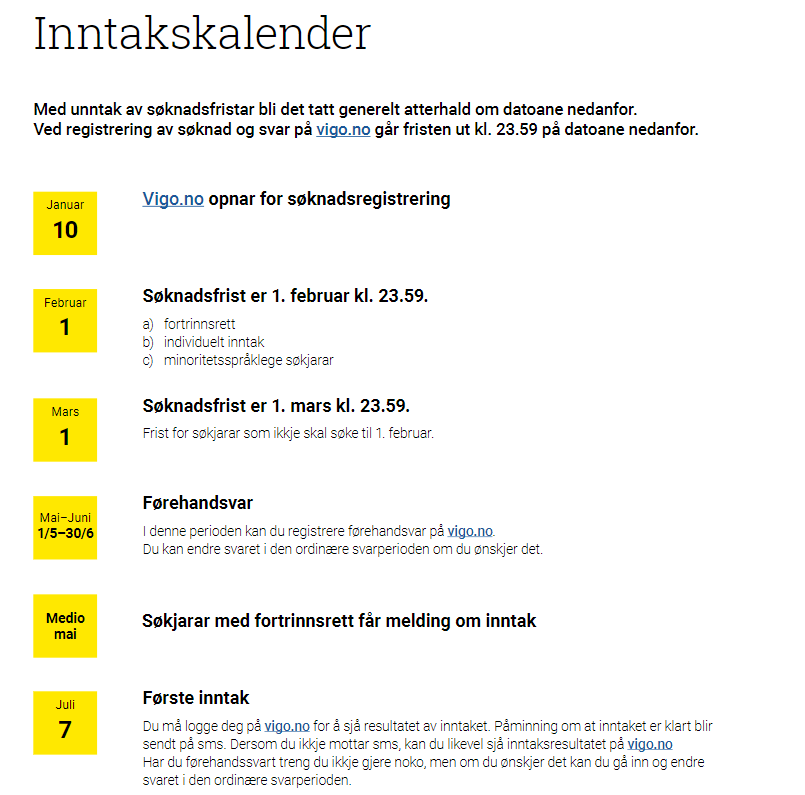 Inntakskalender
Med unntak av søknadsfristar bli det tatt generelt atterhald om datoane nedanfor.
Ved registrering av søknad og svar på vigo.no går fristen ut kl. 23.59 på datoane nedanfor.
Januar
10
Vigo.no opnar for søknadsregistrering
Februar
1
Søknadsfrist er 1. februar kl. 23.59.
a) fortrinnsrett
b) individuelt inntak
c) minoritetsspråklege søkjarar
Mars
1
Søknadsfrist er 1. mars kl. 23.59.
Frist for søkjarar som ikkje skal søke til 1. februar.
Mai–Juni
1/5–30/6
Førehandsvar
I denne perioden kan du registrere førehandsvar på vigo.no.
Du kan endre svaret i den ordinære svarperioden om du ønskjer det.
Medio
mai
Søkjarar med fortrinnsrett får melding om inntak
Juli
7
Første inntak
Du må logge deg på vigo.no for å sjå resultatet av inntaket. Påminning om at inntaket er klart blir
sendt på sms. Dersom du ikkje mottar sms, kan du likevel sjå inntaksresultatet på vigo.no
Har du førehandssvart treng du ikkje gjere noko, men om du ønskjer det kan du gå inn og endre
svaret i den ordinære svarperioden.